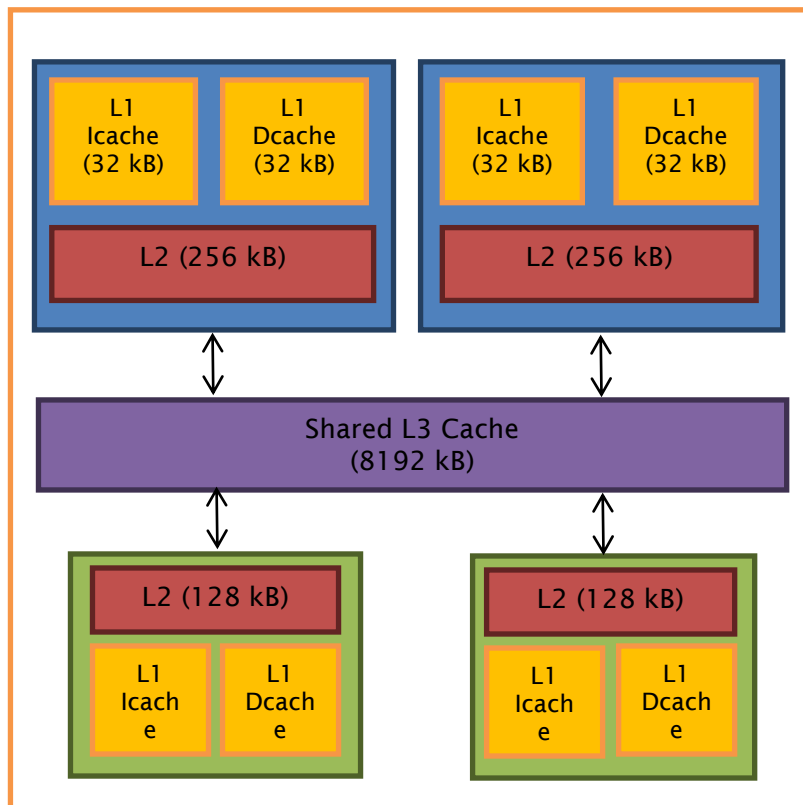 L1
Icache
(32 kB)
L1
Dcache
(32 kB)
L2 (256 kB)
L1
Icache
(32 kB)
L1
Dcache
(32 kB)
L2 (256 kB)
Shared L3 Cache
(8192 kB)
L2 (128 kB)
L1
Icach
e
L1
Dcach
e
L2 (128 kB)
L1
Icach
e
L1
Dcach
e